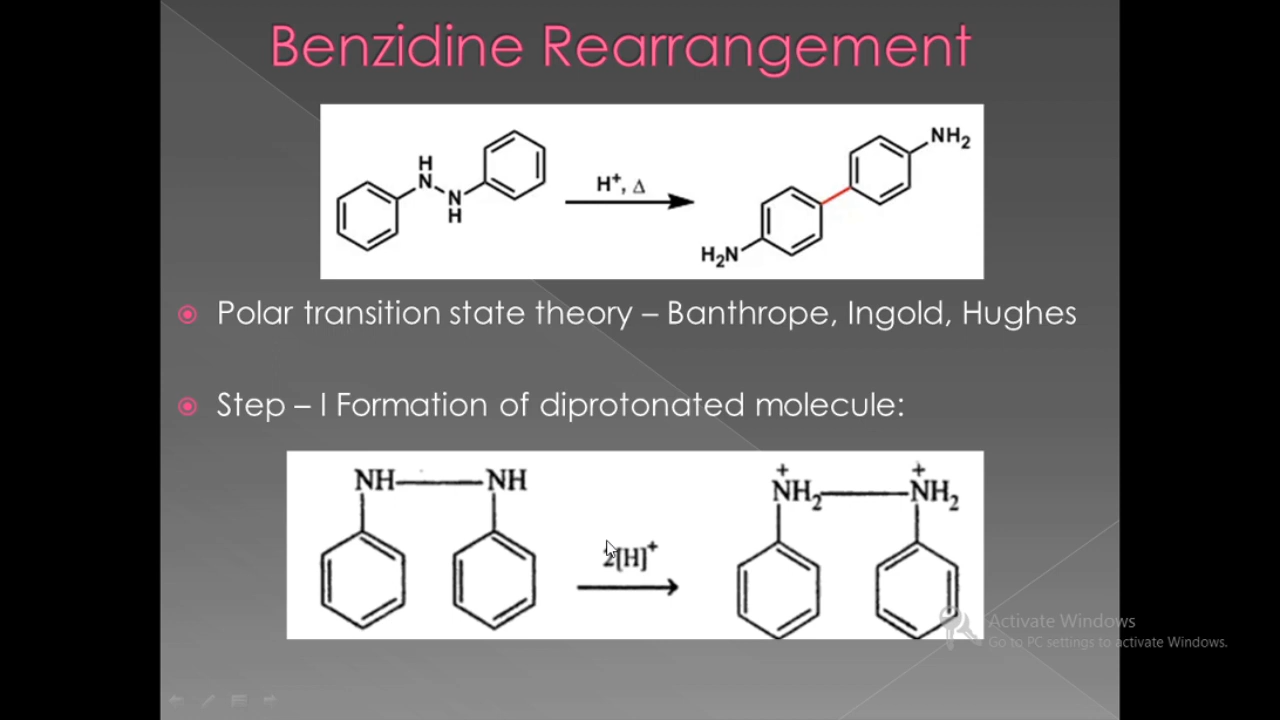 Benzidine Rearrangement
H
N
N
H
H⁺, Δ
NH₂
H₂N
Polar transition state theory – Banthrope, Ingold, Hughes
Step – I Formation of diprotonated molecule:
NH NH
2[H]⁺
+ +
NH₂ NH₂
Activate Windows
Go to PC settings to activate Windows.